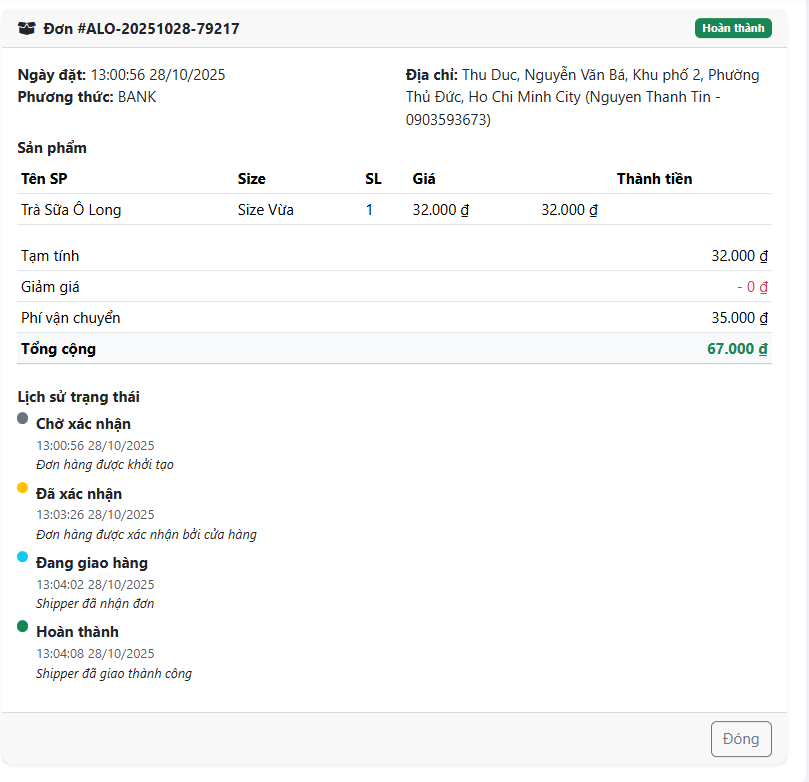 Đơn #ALO-20251028-79217 Hoàn thành
Ngày đặt: 13:00:56 28/10/2025
Phương thức: BANK
Địa chỉ: Thu Duc, Nguyễn Văn Bá, Khu phố 2, Phường
Thủ Đức, Ho Chi Minh City (Nguyen Thanh Tin -
0903593673)
Sản phẩm
Tên SP Size SL Giá Thành tiền
Trà Sữa Ô Long Size Vừa 1 32.000 ₫ 32.000 ₫
Tạm tính 32.000 ₫
Giảm giá - 0 ₫
Phí vận chuyển 35.000 ₫
Tổng cộng 67.000 ₫
Lịch sử trạng thái
Chờ xác nhận
13:00:56 28/10/2025
Đơn hàng được khởi tạo
Đã xác nhận
13:03:26 28/10/2025
Đơn hàng được xác nhận bởi cửa hàng
Đang giao hàng
13:04:02 28/10/2025
Shipper đã nhận đơn
Hoàn thành
13:04:08 28/10/2025
Shipper đã giao thành công
Đóng